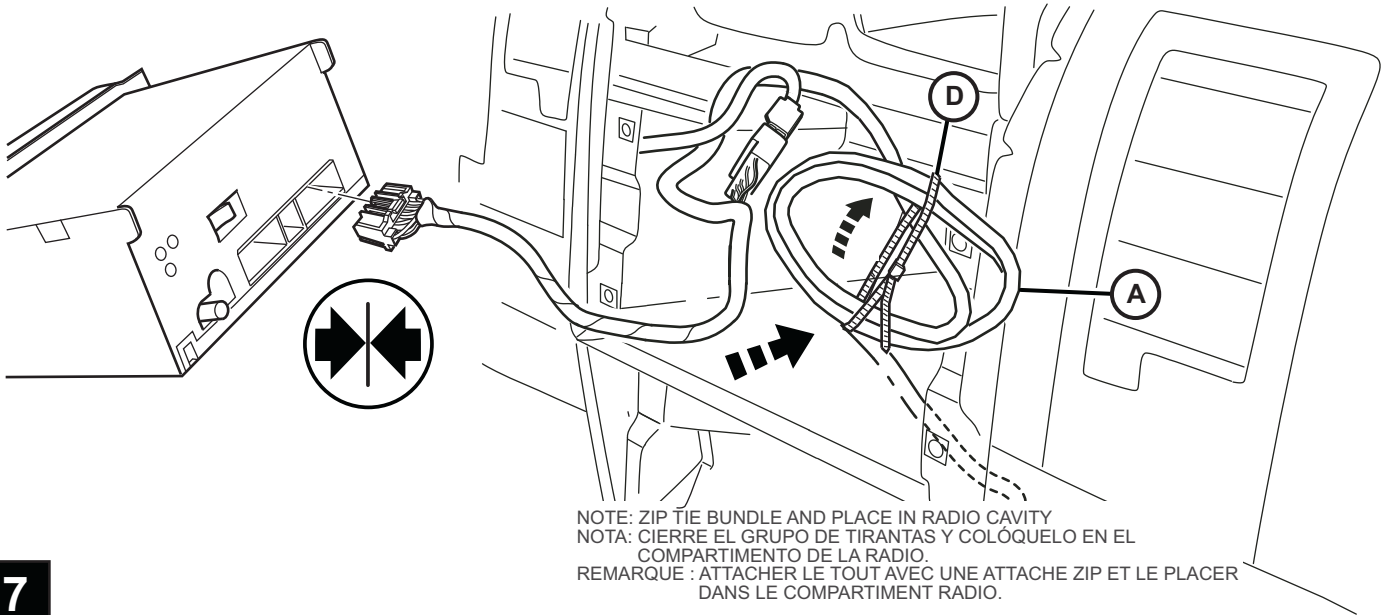 D
A
NOTE: ZIP TIE BUNDLE AND PLACE IN RADIO CAVITY
NOTA: CIERRE EL GRUPO DE TIRANTAS Y COLÓQUELO EN EL
COMPARTIMENTO DE LA RADIO.
REMARQUE : ATTACHER LE TOUT AVEC UNE ATTACHE ZIP ET LE PLACER
DANS LE COMPARTIMENT RADIO.
7